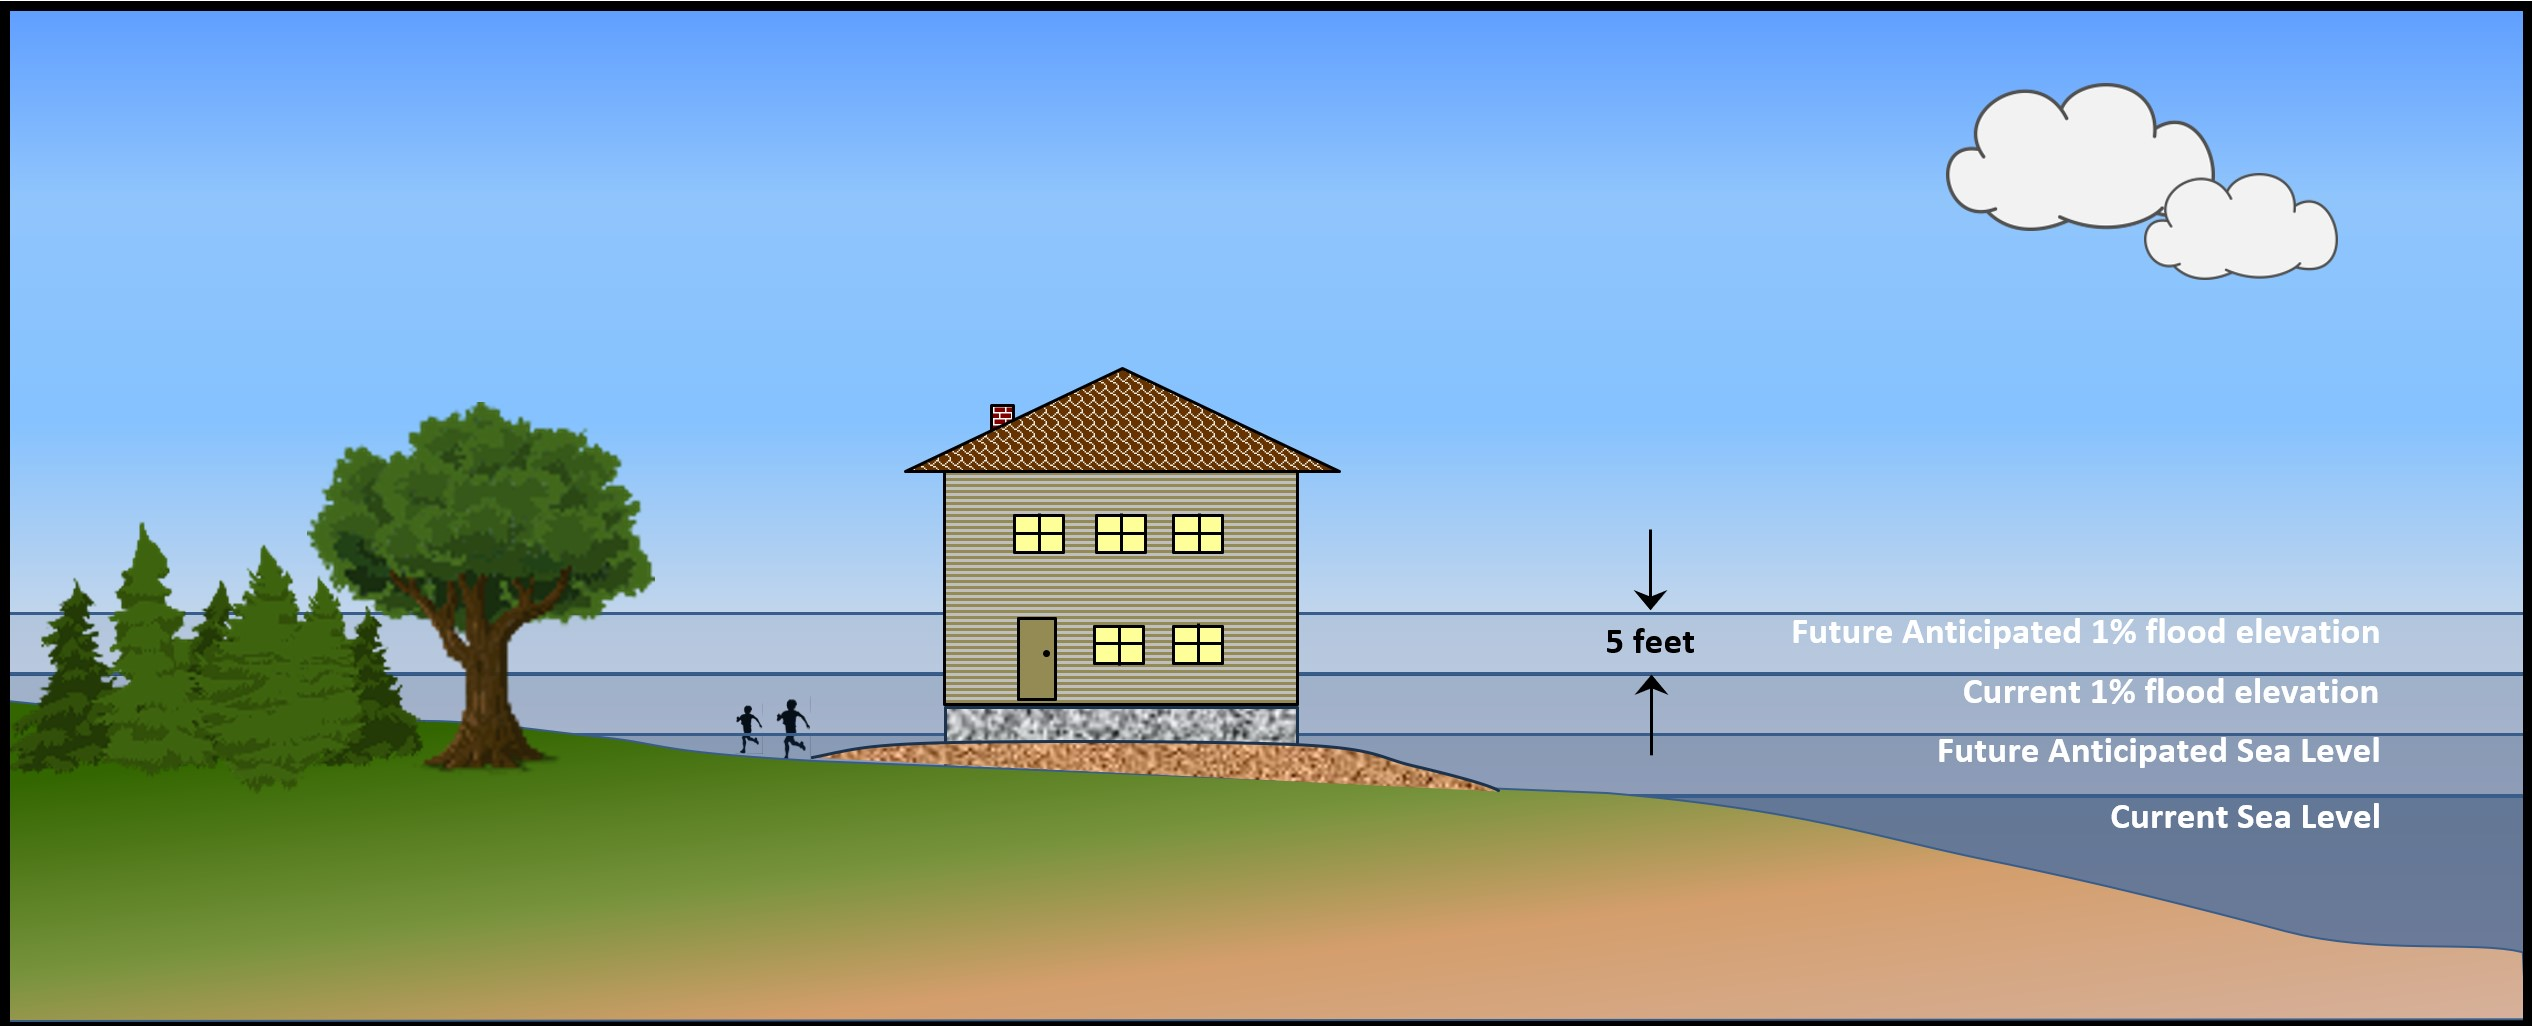 Future Anticipated 1% flood elevation
5 feet
Current 1% flood elevation
Future Anticipated Sea Level
Current Sea Level